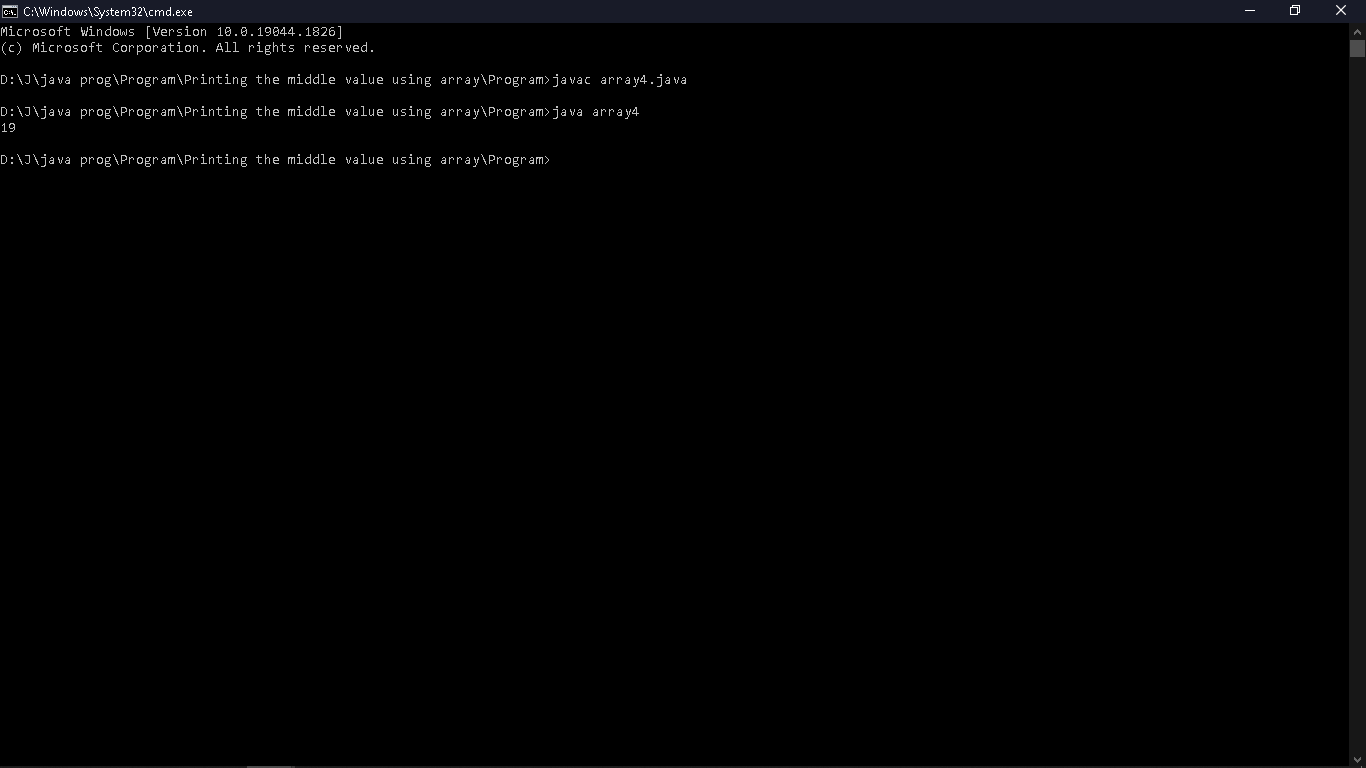 C:\Windows\System32\cmd.exe
Microsoft Windows [Version 10.0.19044.1826]
(c) Microsoft Corporation. All rights reserved.
D:\J\java prog\Program\Printing the middle value using array\Program>javac array4.java
D:\J\java prog\Program\Printing the middle value using array\Program>java array4
19
D:\J\java prog\Program\Printing the middle value using array\Program>